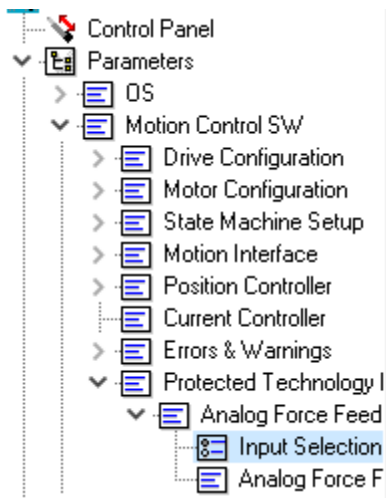 Control Panel
Parameters
OS
Motion Control SW
Drive Configuration
Motor Configuration
State Machine Setup
Motion Interface
Position Controller
Current Controller
Errors & Warnings
Protected Technology
Analog Force Feed
Input Selection
Analog Force F